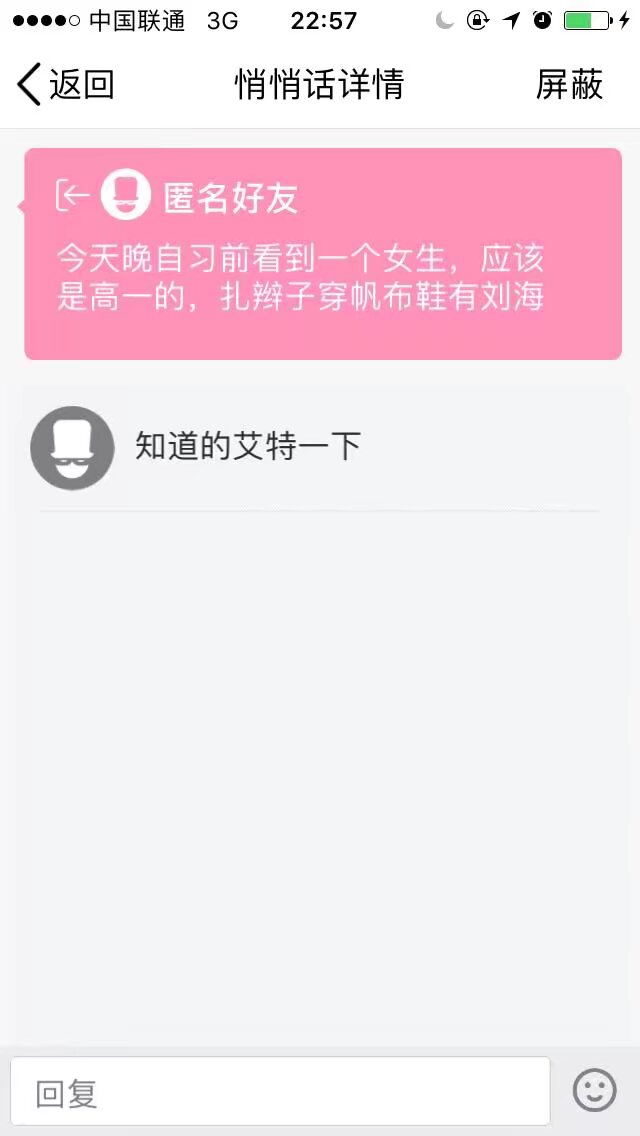 中国联通 3G 22:57
返回 悄悄话详情 屏蔽
匿名好友
今天晚自习前看到一个女生，应该
是高一的，扎辫子穿帆布鞋有刘海
知道的艾特一下
回复